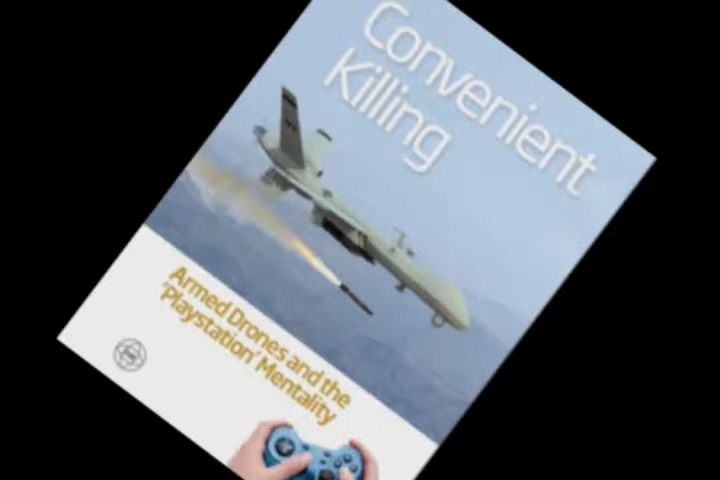 Convenient
Killing
Armed Drones and the
'Playstation' Mentality